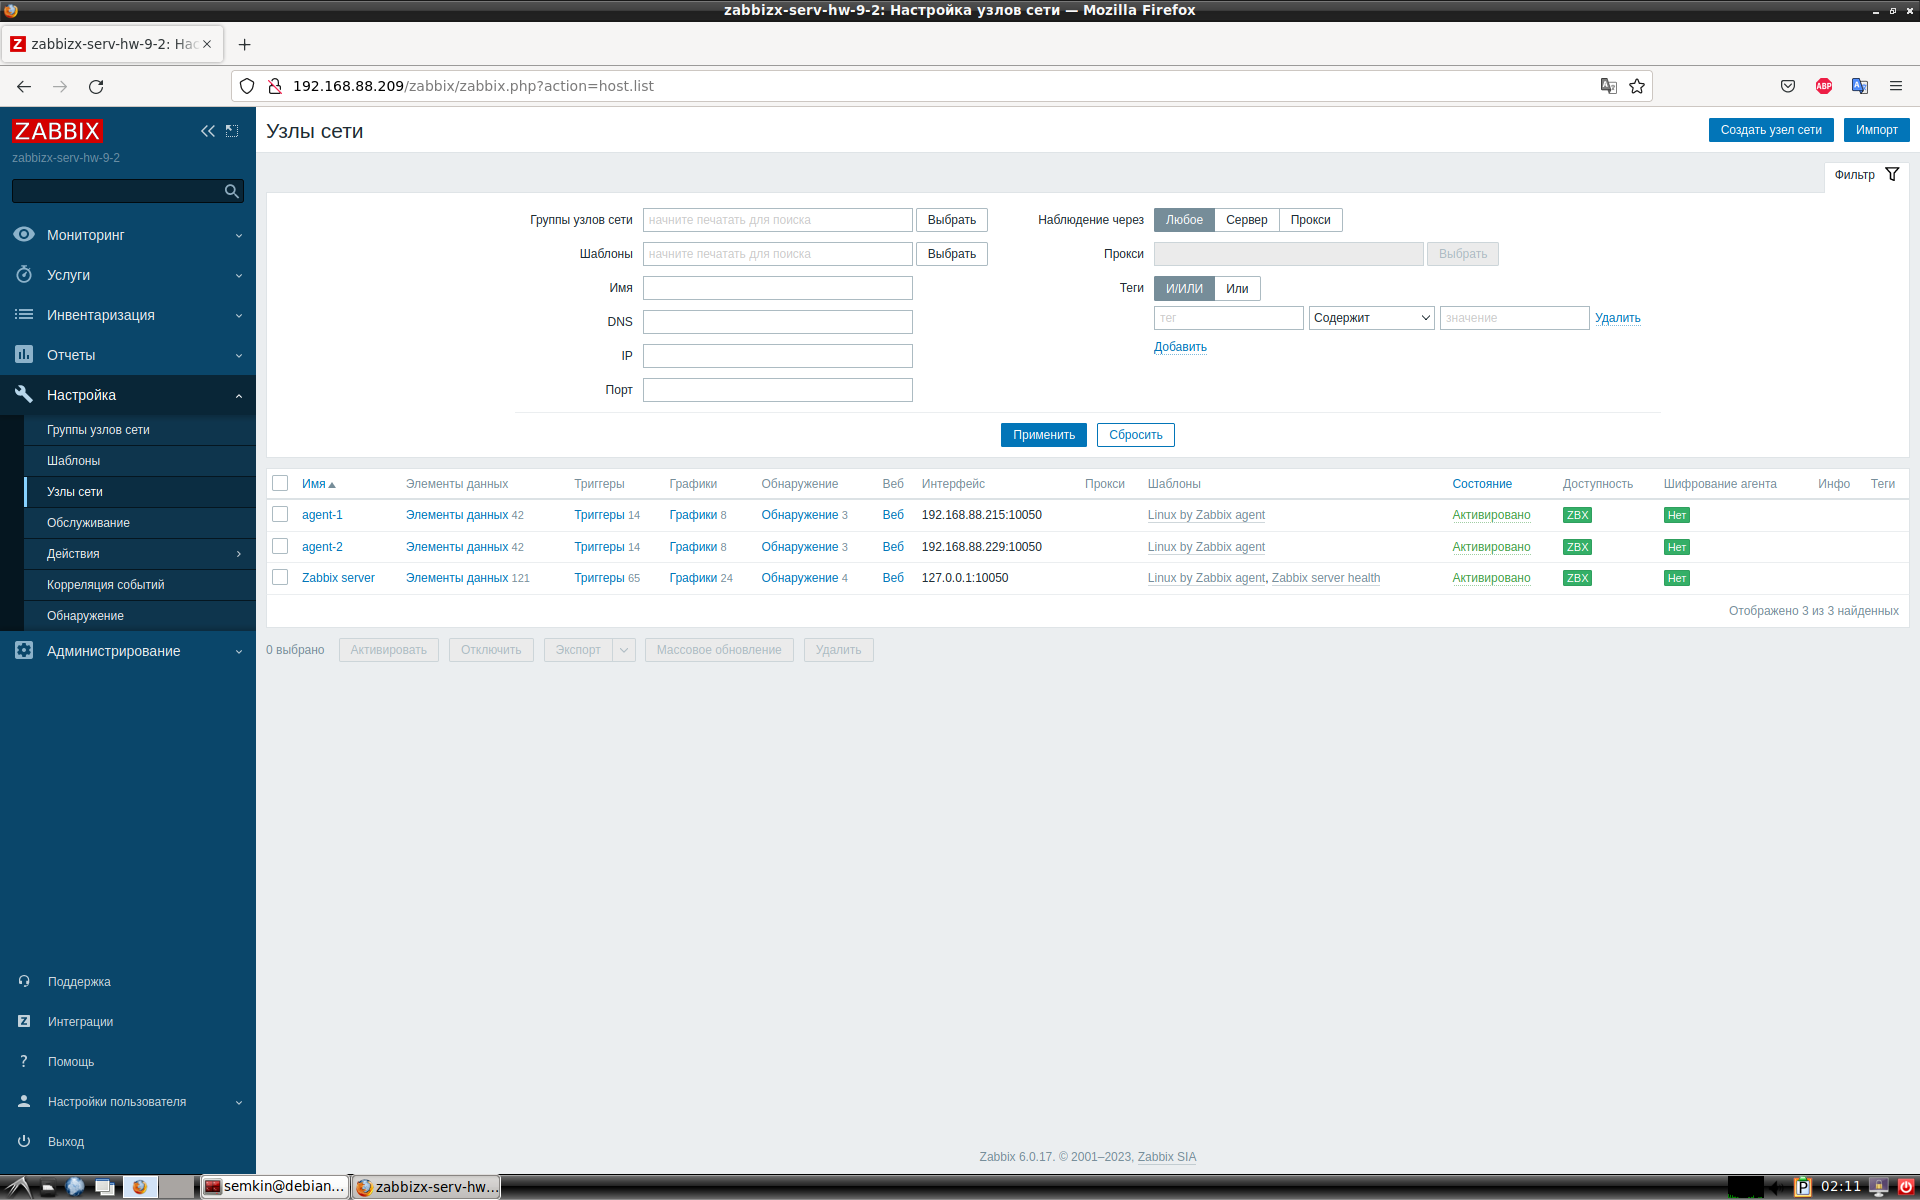 zabbizx-serv-hw-9-2: Настройка узлов сети — Mozilla Firefox
Z zabbizx-serv-hw-9-2: Нас
192.168.88.209/zabbix/zabbix.php?action=host.list
ABP
ZABBIX
zabbizx-serv-hw-9-2
Мониторинг
Услуги
Инвентаризация
Отчеты
Настройка
Группы узлов сети
Шаблоны
Узлы сети
Обслуживание
Действия
Корреляция событий
Обнаружение
Администрирование
Поддержка
Z Интеграции
? Помощь
Настройки пользователя
Выход
Узлы сети
Создать узел сети Импорт
Фильтр
Группы узлов сети начните печатать для поиска Выбрать
Шаблоны начните печатать для поиска Выбрать
Имя
DNS
IP
Порт
Наблюдение через Любое Сервер Прокси
Прокси Выбрать
Теги И/ИЛИ Или
тег Содержит значение Удалить
Добавить
Применить Сбросить
Имя Элементы данных Триггеры Графики Обнаружение Веб Интерфейс Прокси Шаблоны Состояние Доступность Шифрование агента Инфо Теги
agent-1 Элементы данных 42 Триггеры 14 Графики 8 Обнаружение 3 Веб 192.168.88.215:10050 Linux by Zabbix agent Активировано ZBX Нет
agent-2 Элементы данных 42 Триггеры 14 Графики 8 Обнаружение 3 Веб 192.168.88.229:10050 Linux by Zabbix agent Активировано ZBX Нет
Zabbix server Элементы данных 121 Триггеры 65 Графики 24 Обнаружение 4 Веб 127.0.0.1:10050 Linux by Zabbix agent, Zabbix server health Активировано ZBX Нет
Отображено 3 из 3 найденных
0 выбрано Активировать Отключить Экспорт Массовое обновление Удалить
Zabbix 6.0.17. © 2001–2023, Zabbix SIA
semkin@debian... zabbizx-serv-hw... P 02:11